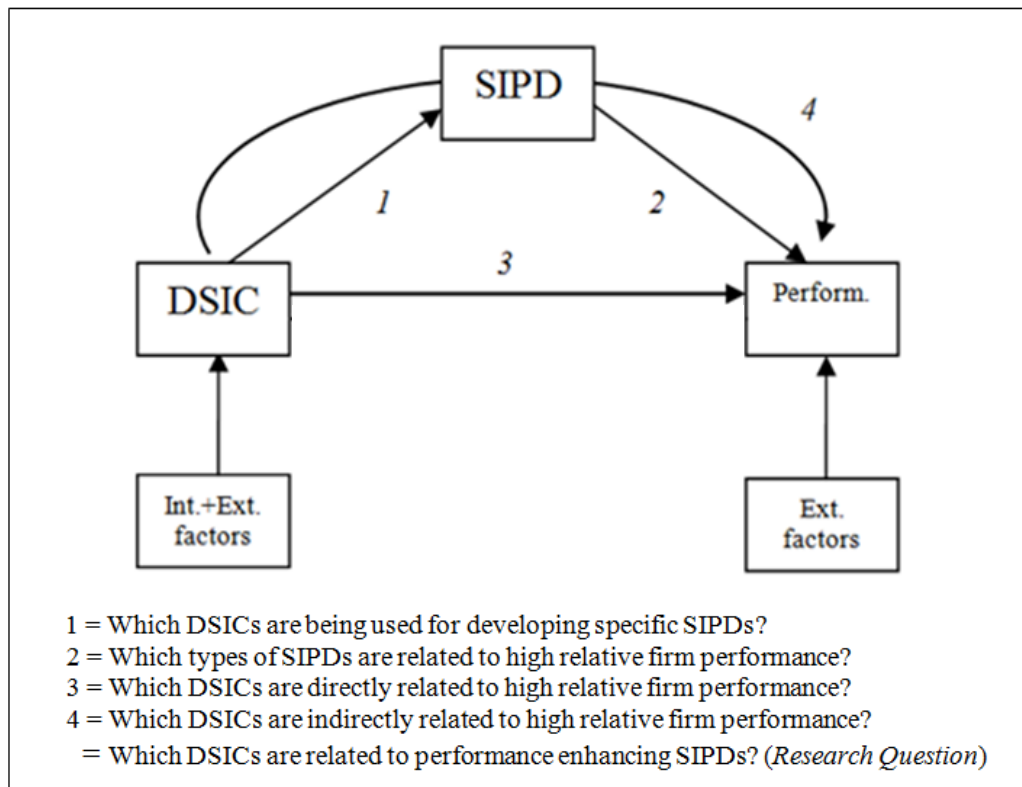 SIPD
4
1
2
3
DSIC
Perform.
Int.+Ext.
factors
Ext.
factors
1 = Which DSICs are being used for developing specific SIPDs?
2 = Which types of SIPDs are related to high relative firm performance?
3 = Which DSICs are directly related to high relative firm performance?
4 = Which DSICs are indirectly related to high relative firm performance?
= Which DSICs are related to performance enhancing SIPDs? (Research Question)